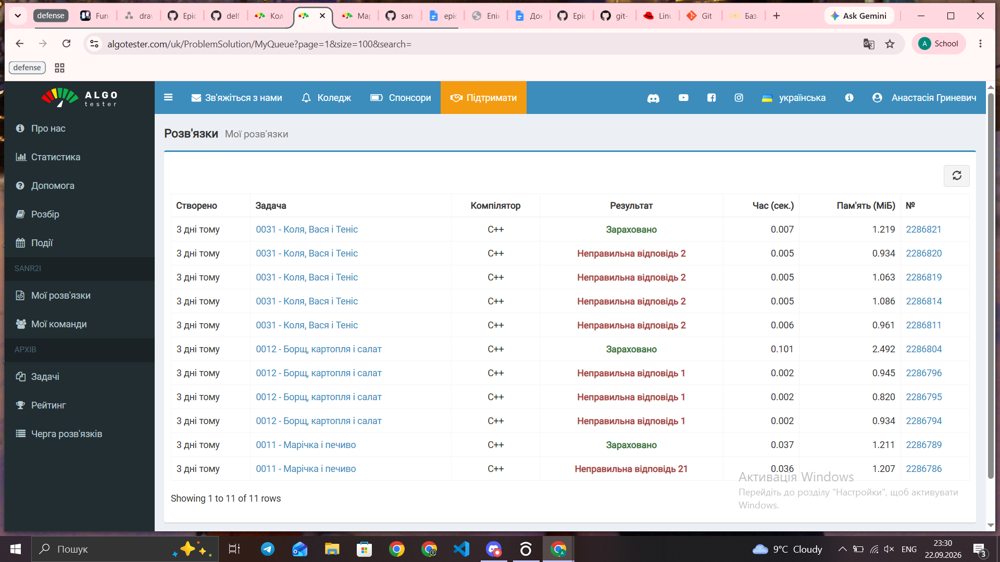 defense
Fun
drav
Epic
delf
Кол
Мар
san
epic
Епік
Док
Epic
git-
Linu
Git
Баз
Ask Gemini
algotester.com/uk/ProblemSolution/MyQueue?page=1&size=100&search=
A School
defense
ALGO
tester
Зв'яжіться з нами
Коледж
Спонсори
Підтримати
українська
Анастасія Гриневич
Про нас
Статистика
Допомога
Розбір
Події
SANR2I
Мої розв'язки
Мої команди
АРХІВ
Задачі
Рейтинг
Черга розв'язків
Розв'язки Мої розв'язки
Створено Задача Компілятор Результат Час (сек.) Пам'ять (МіБ) №
3 дні тому 0031 - Коля, Вася і Теніс C++ Зараховано 0.007 1.219 2286821
3 дні тому 0031 - Коля, Вася і Теніс C++ Неправильна відповідь 2 0.005 0.934 2286820
3 дні тому 0031 - Коля, Вася і Теніс C++ Неправильна відповідь 2 0.005 1.063 2286819
3 дні тому 0031 - Коля, Вася і Теніс C++ Неправильна відповідь 2 0.005 1.086 2286814
3 дні тому 0031 - Коля, Вася і Теніс C++ Неправильна відповідь 2 0.006 0.961 2286811
3 дні тому 0012 - Борщ, картопля і салат C++ Зараховано 0.101 2.492 2286804
3 дні тому 0012 - Борщ, картопля і салат C++ Неправильна відповідь 1 0.002 0.945 2286796
3 дні тому 0012 - Борщ, картопля і салат C++ Неправильна відповідь 1 0.002 0.820 2286795
3 дні тому 0012 - Борщ, картопля і салат C++ Неправильна відповідь 1 0.002 0.934 2286794
3 дні тому 0011 - Марічка і печиво C++ Зараховано 0.037 1.211 2286789
3 дні тому 0011 - Марічка і печиво C++ Неправильна відповідь 21 0.036 1.207 2286786
Showing 1 to 11 of 11 rows
Активація Windows
Перейдіть до розділу "Настройки", щоб активувати
Windows.
Пошук
9°C Cloudy
ENG
23:30
22.09.2026
3